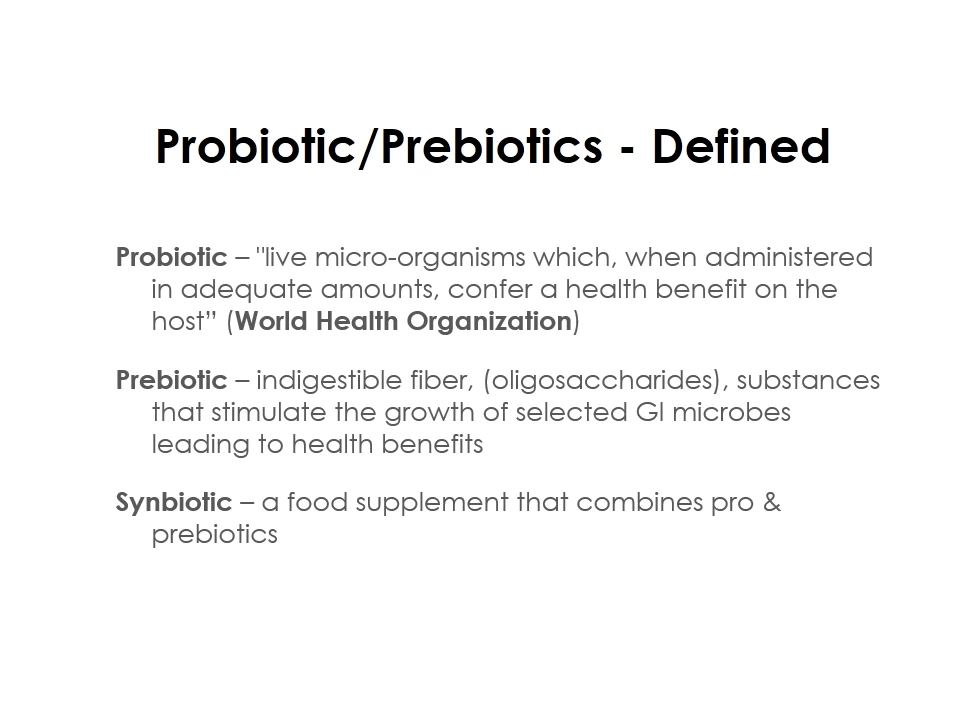 Probiotic/Prebiotics - Defined
Probiotic – "live micro-organisms which, when administered
in adequate amounts, confer a health benefit on the
host” (World Health Organization)
Prebiotic – indigestible fiber, (oligosaccharides), substances
that stimulate the growth of selected GI microbes
leading to health benefits
Synbiotic – a food supplement that combines pro &
prebiotics